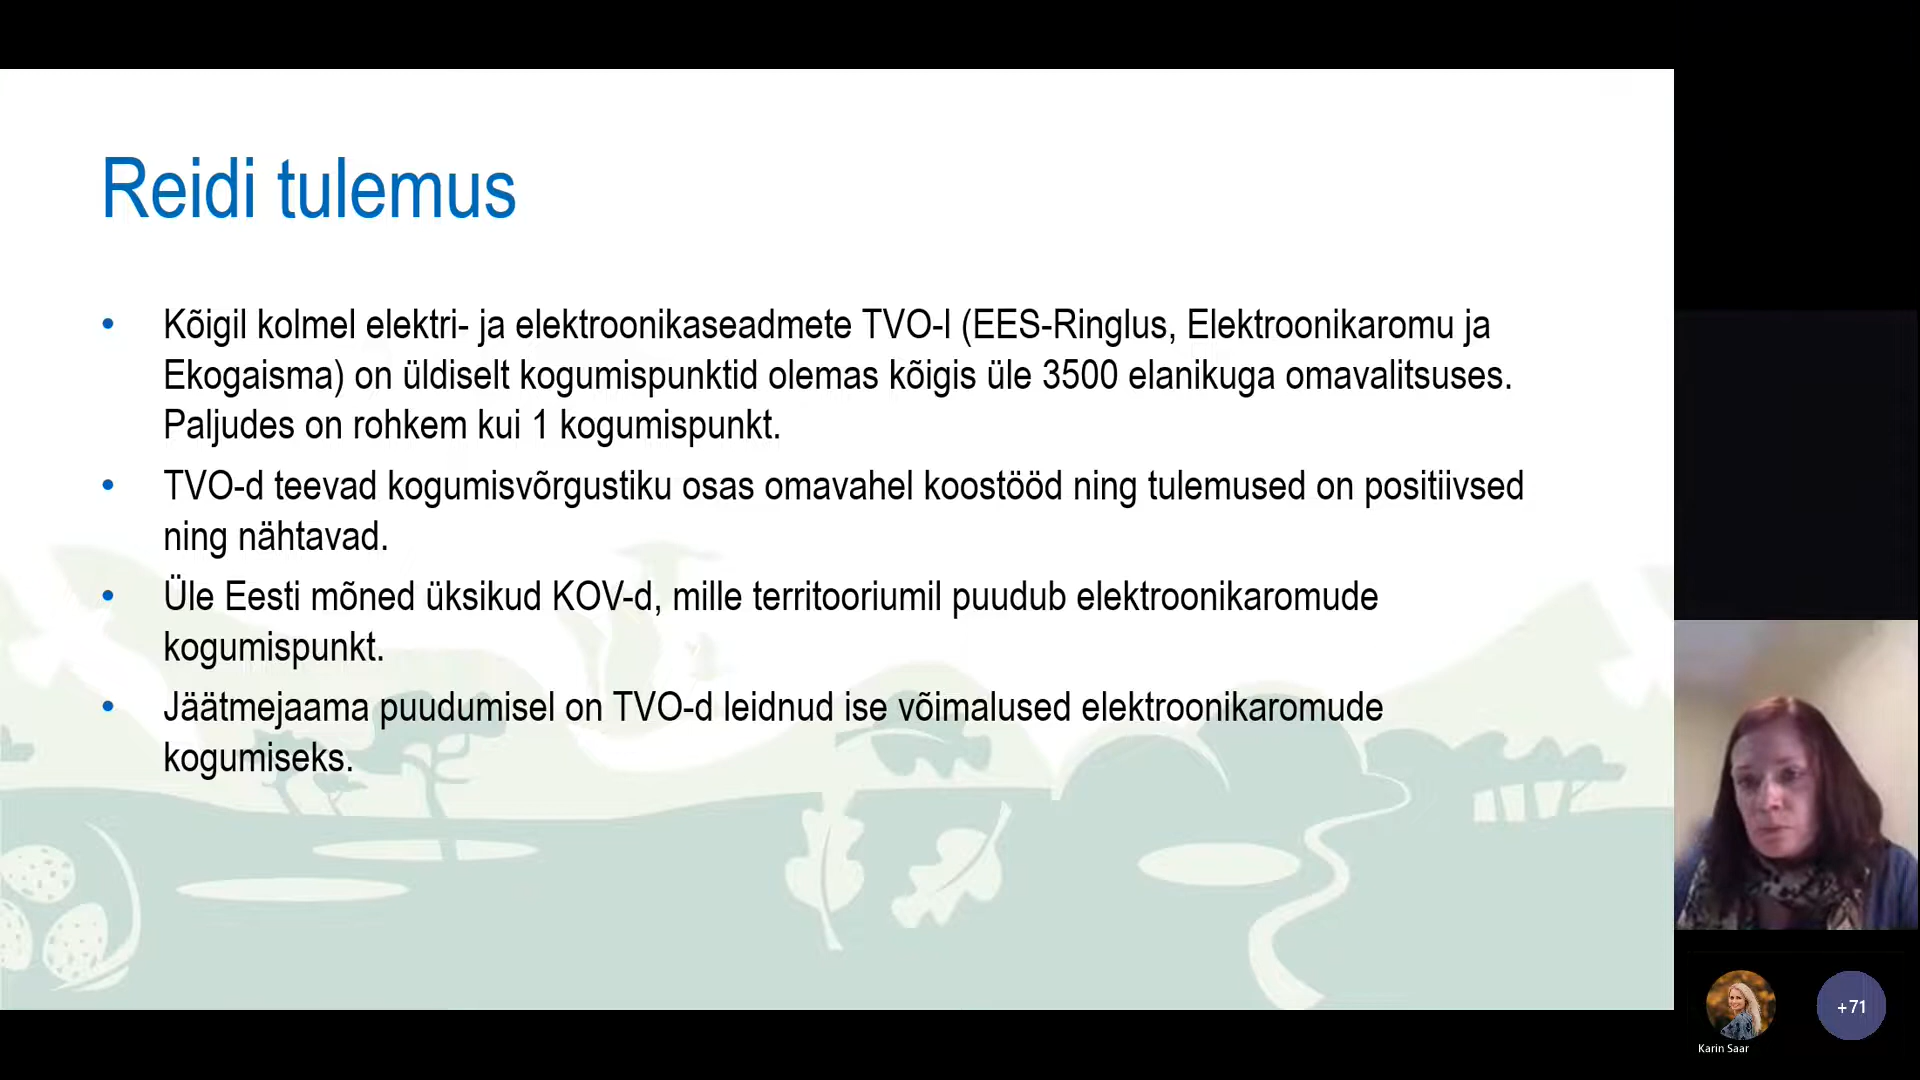 Reidi tulemus
• Kõigil kolmel elektri- ja elektroonikaseadmete TVO-l (EES-Ringlus, Elektroonikaromu ja
Ekogaisma) on üldiselt kogumispunktid olemas kõigis üle 3500 elanikuga omavalitsuses.
Paljudes on rohkem kui 1 kogumispunkt.
• TVO-d teevad kogumisvõrgustiku osas omavahel koostööd ning tulemused on positiivsed
ning nähtavad.
• Üle Eesti mõned üksikud KOV-d, mille territooriumil puudub elektroonikaromude
kogumispunkt.
• Jäätmejaama puudumisel on TVO-d leidnud ise võimalused elektroonikaromude
kogumiseks.
+71
Karin Saar